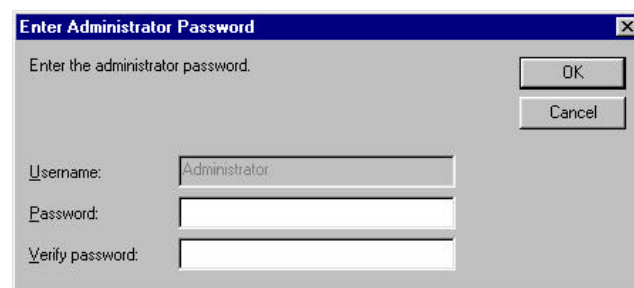 Enter Administrator Password
Enter the administrator password.
OK
Cancel
Username:
Administrator
Password:
Verify password: